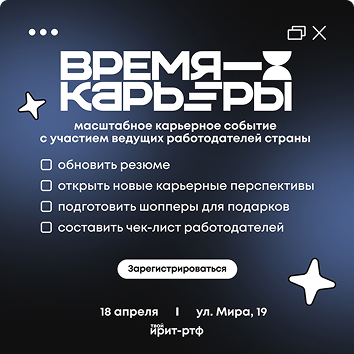 ВРЕМЯ—
КАРЬЕРЫ
масштабное карьерное событие
с участием ведущих работодателей страны
обновить резюме
открыть новые карьерные перспективы
подготовить шопперы для подарков
составить чек-лист работодателей
Зарегистрироваться
18 апреля | ул. Мира, 19
ТВОЙ
ИРИТ-РТФ